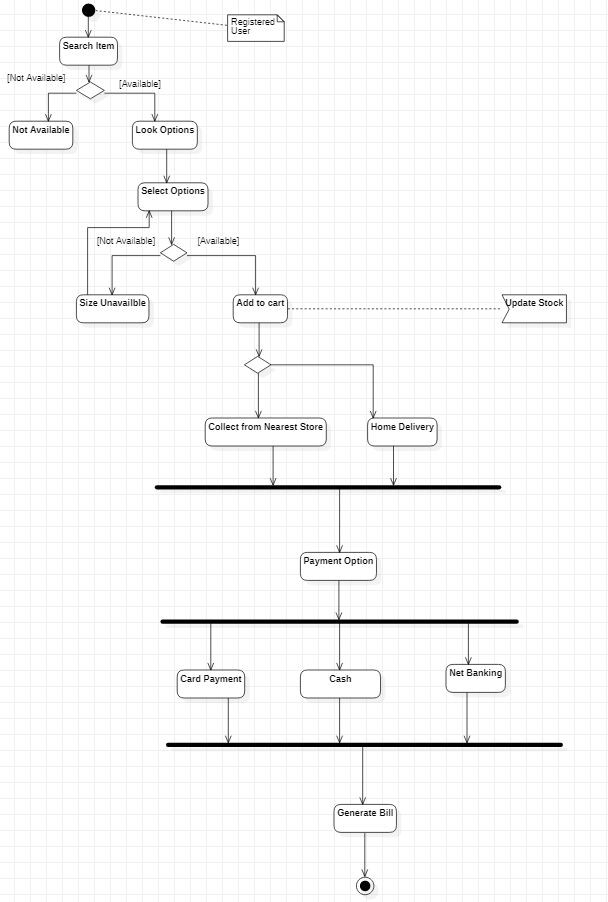 Registered
User
Search Item
[Not Available]
[Available]
Not Available
Look Options
Select Options
[Not Available]
[Available]
Size Unavailble
Add to cart
Update Stock
Collect from Nearest Store
Home Delivery
Payment Option
Card Payment
Cash
Net Banking
Generate Bill